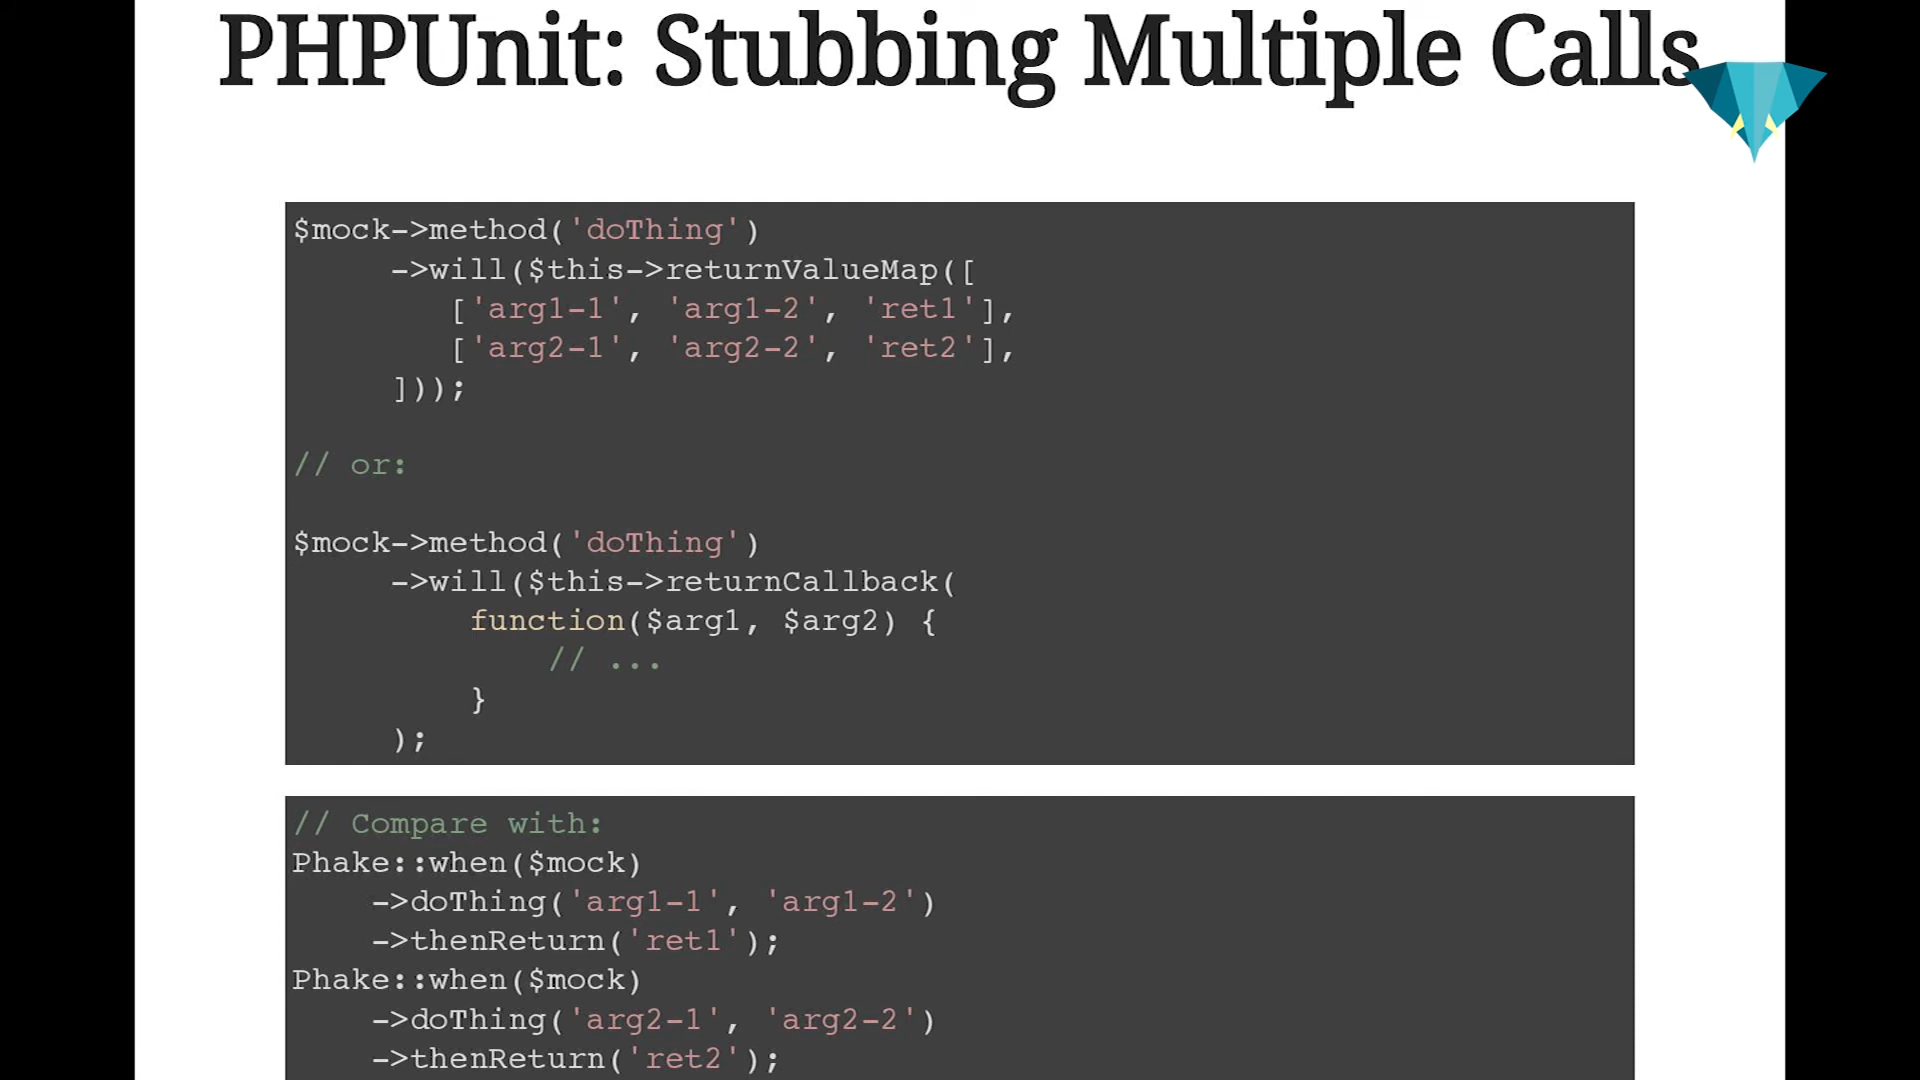 PHPUnit: Stubbing Multiple Calls
$mock->method('doThing')
->will($this->returnValueMap([
['arg1-1', 'arg1-2', 'ret1'],
['arg2-1', 'arg2-2', 'ret2'],
]));
// or:
$mock->method('doThing')
->will($this->returnCallback(
function($arg1, $arg2) {
// ...
}
);
// Compare with:
Phake::when($mock)
->doThing('arg1-1', 'arg1-2')
->thenReturn('ret1');
Phake::when($mock)
->doThing('arg2-1', 'arg2-2')
->thenReturn('ret2');